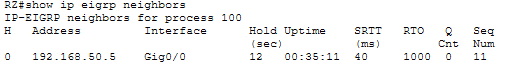 RZ#show ip eigrp neighbors
IP-EIGRP neighbors for process 100
H   Address         Interface      Hold Uptime    SRTT   RTO   Q   Seq
                                   (sec)          (ms)        Cnt  Num
0   192.168.50.5    Gig0/0         12   00:35:11  40     1000  0   11